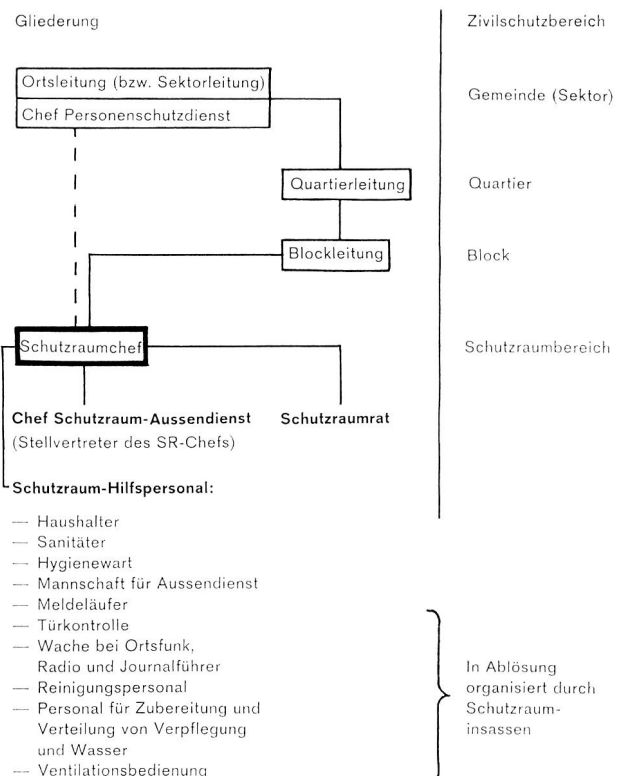 Gliederung
Zivilschutzbereich
Ortsleitung (bzw. Sektorleitung)
Chef Personenschutzdienst
Gemeinde (Sektor)
Quartierleitung
Quartier
Blockleitung
Block
Schutzraumchef
Schutzraumbereich
Chef Schutzraum-Aussendienst
(Stellvertreter des SR-Chefs)
Schutzraumrat
Schutzraum-Hilfspersonal:
— Haushalter
— Sanitäter
— Hygienewart
— Mannschaft für Aussendienst
— Meldeläufer
— Türkontrolle
— Wache bei Ortsfunk,
Radio und Journalführer
— Reinigungspersonal
— Personal für Zubereitung und
Verteilung von Verpflegung
und Wasser
— Ventilationsbedienung
In Ablösung
organisiert durch
Schutzraum-
insassen